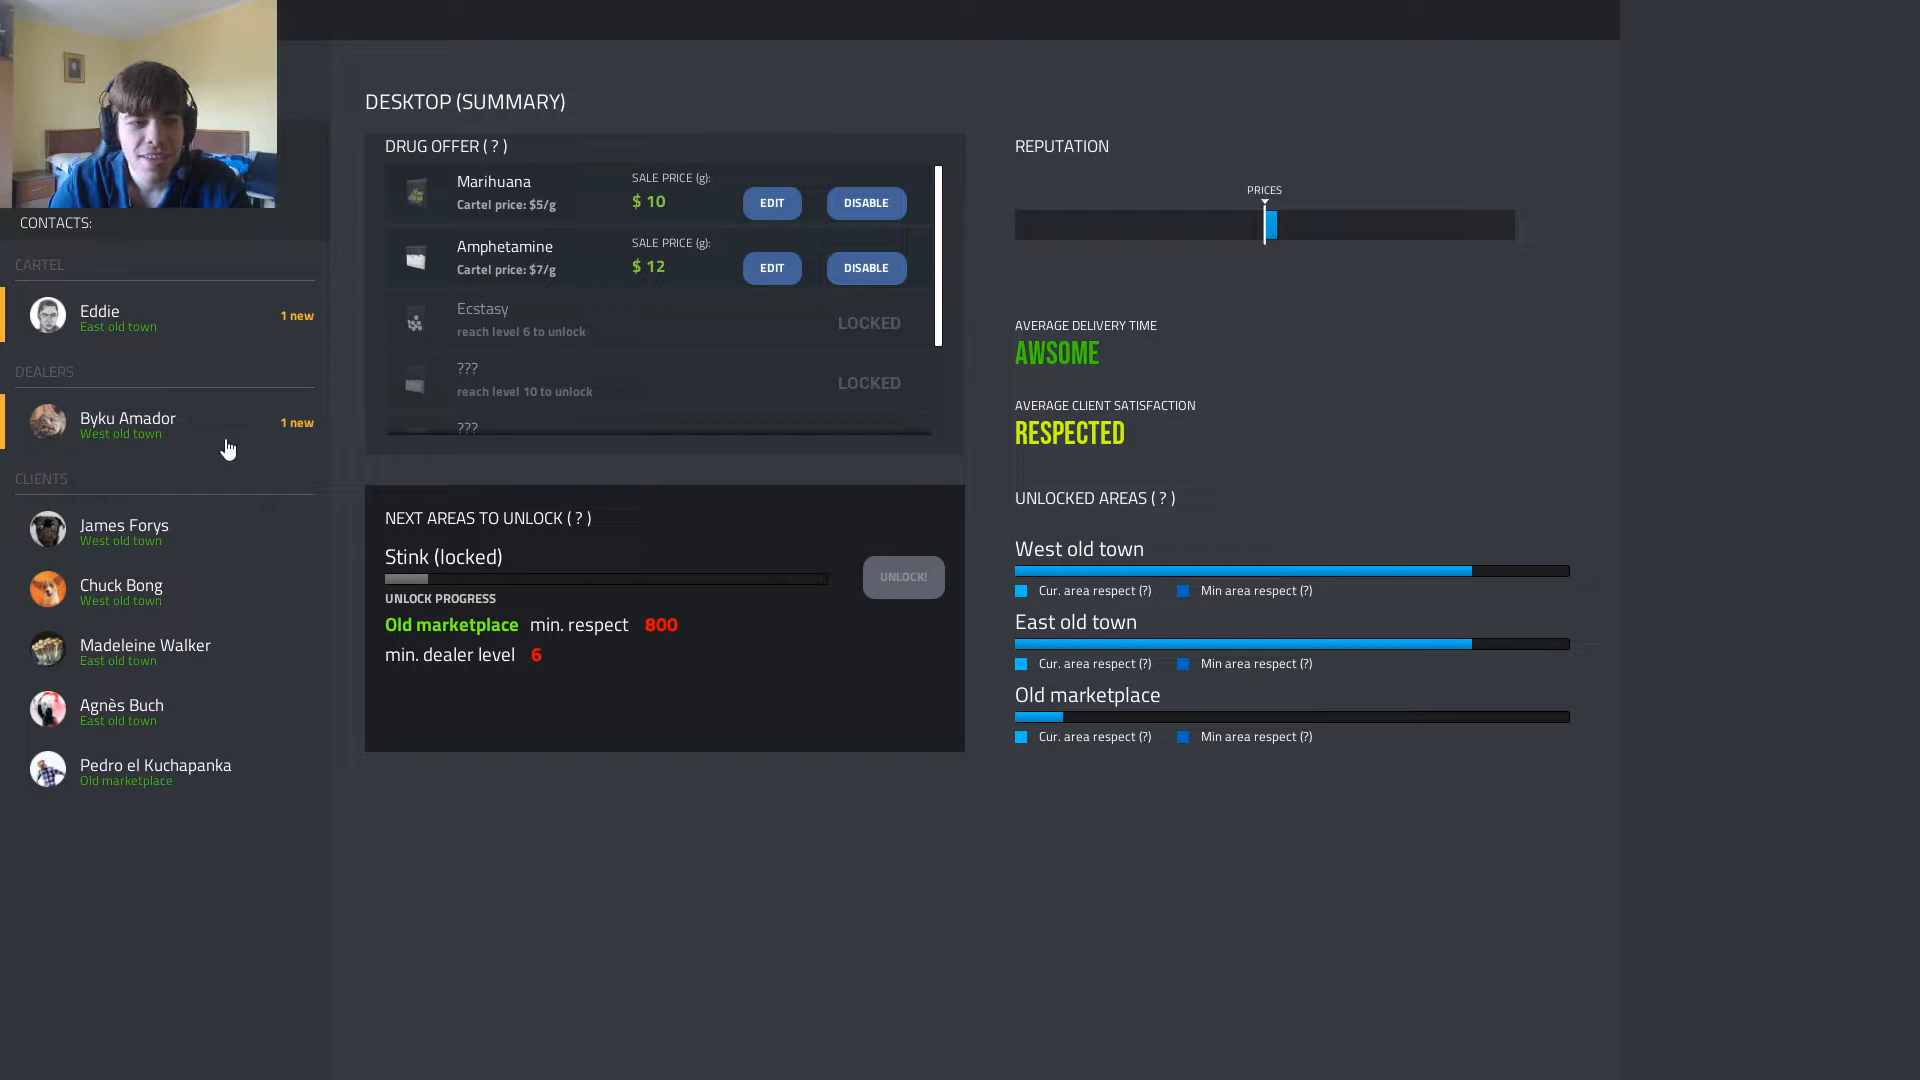 CONTACTS:
CARTEL
Eddie
East old town
1 new
DEALERS
Byku Amador
West old town
1 new
CLIENTS
James Forys
West old town
Chuck Bong
West old town
Madeleine Walker
East old town
Agnès Buch
East old town
Pedro el Kuchapanka
Old marketplace
DESKTOP (SUMMARY)
DRUG OFFER ( ? )
Marihuana
Cartel price: $5/g
SALE PRICE (g):
$ 10
EDIT
DISABLE
Amphetamine
Cartel price: $7/g
SALE PRICE (g):
$ 12
EDIT
DISABLE
Ecstasy
reach level 6 to unlock
LOCKED
???
reach level 10 to unlock
LOCKED
???
NEXT AREAS TO UNLOCK ( ? )
Stink (locked)
UNLOCK!
UNLOCK PROGRESS
Old marketplace min. respect 800
min. dealer level 6
REPUTATION
PRICES
AVERAGE DELIVERY TIME
AWSOME
AVERAGE CLIENT SATISFACTION
RESPECTED
UNLOCKED AREAS ( ? )
West old town
Cur. area respect (?) Min area respect (?)
East old town
Cur. area respect (?) Min area respect (?)
Old marketplace
Cur. area respect (?) Min area respect (?)